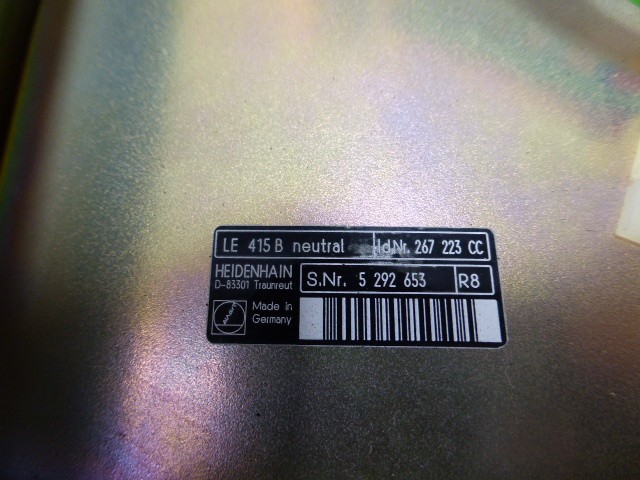 LE 415 B neutral Id.Nr. 267 223 CC
HEIDENHAIN
D-83301 Traunreut
S.Nr. 5 292 653 R8
Made in
Germany